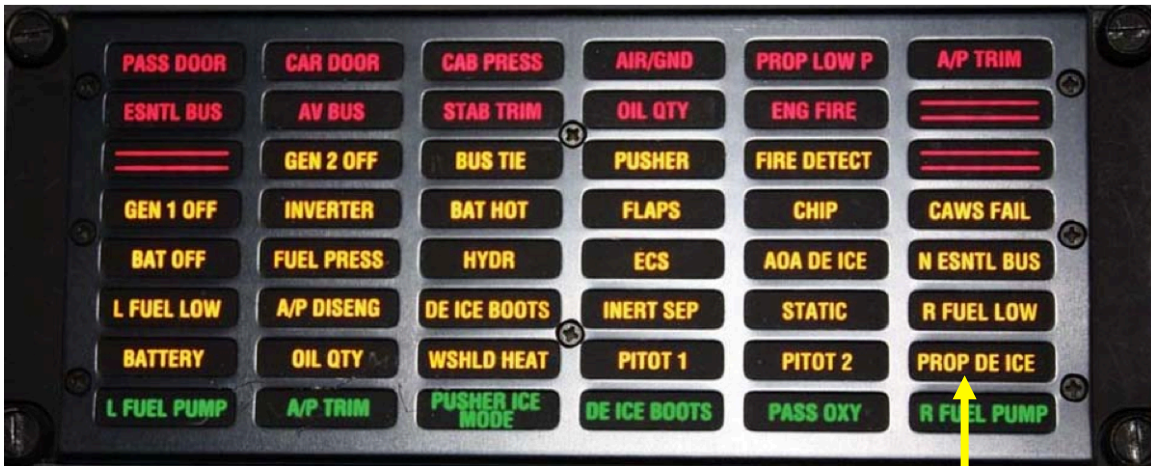 PASS DOOR CAR DOOR CAB PRESS AIR/GND PROP LOW P A/P TRIM
ESNTL BUS AV BUS STAB TRIM OIL QTY ENG FIRE
GEN 2 OFF BUS TIE PUSHER FIRE DETECT
GEN 1 OFF INVERTER BAT HOT FLAPS CHIP CAWS FAIL
BAT OFF FUEL PRESS HYDR ECS AOA DE ICE N ESNTL BUS
L FUEL LOW A/P DISENG DE ICE BOOTS INERT SEP STATIC R FUEL LOW
BATTERY OIL QTY WSHLD HEAT PITOT 1 PITOT 2 PROP DE ICE
L FUEL PUMP A/P TRIM PUSHER ICE MODE DE ICE BOOTS PASS OXY R FUEL PUMP